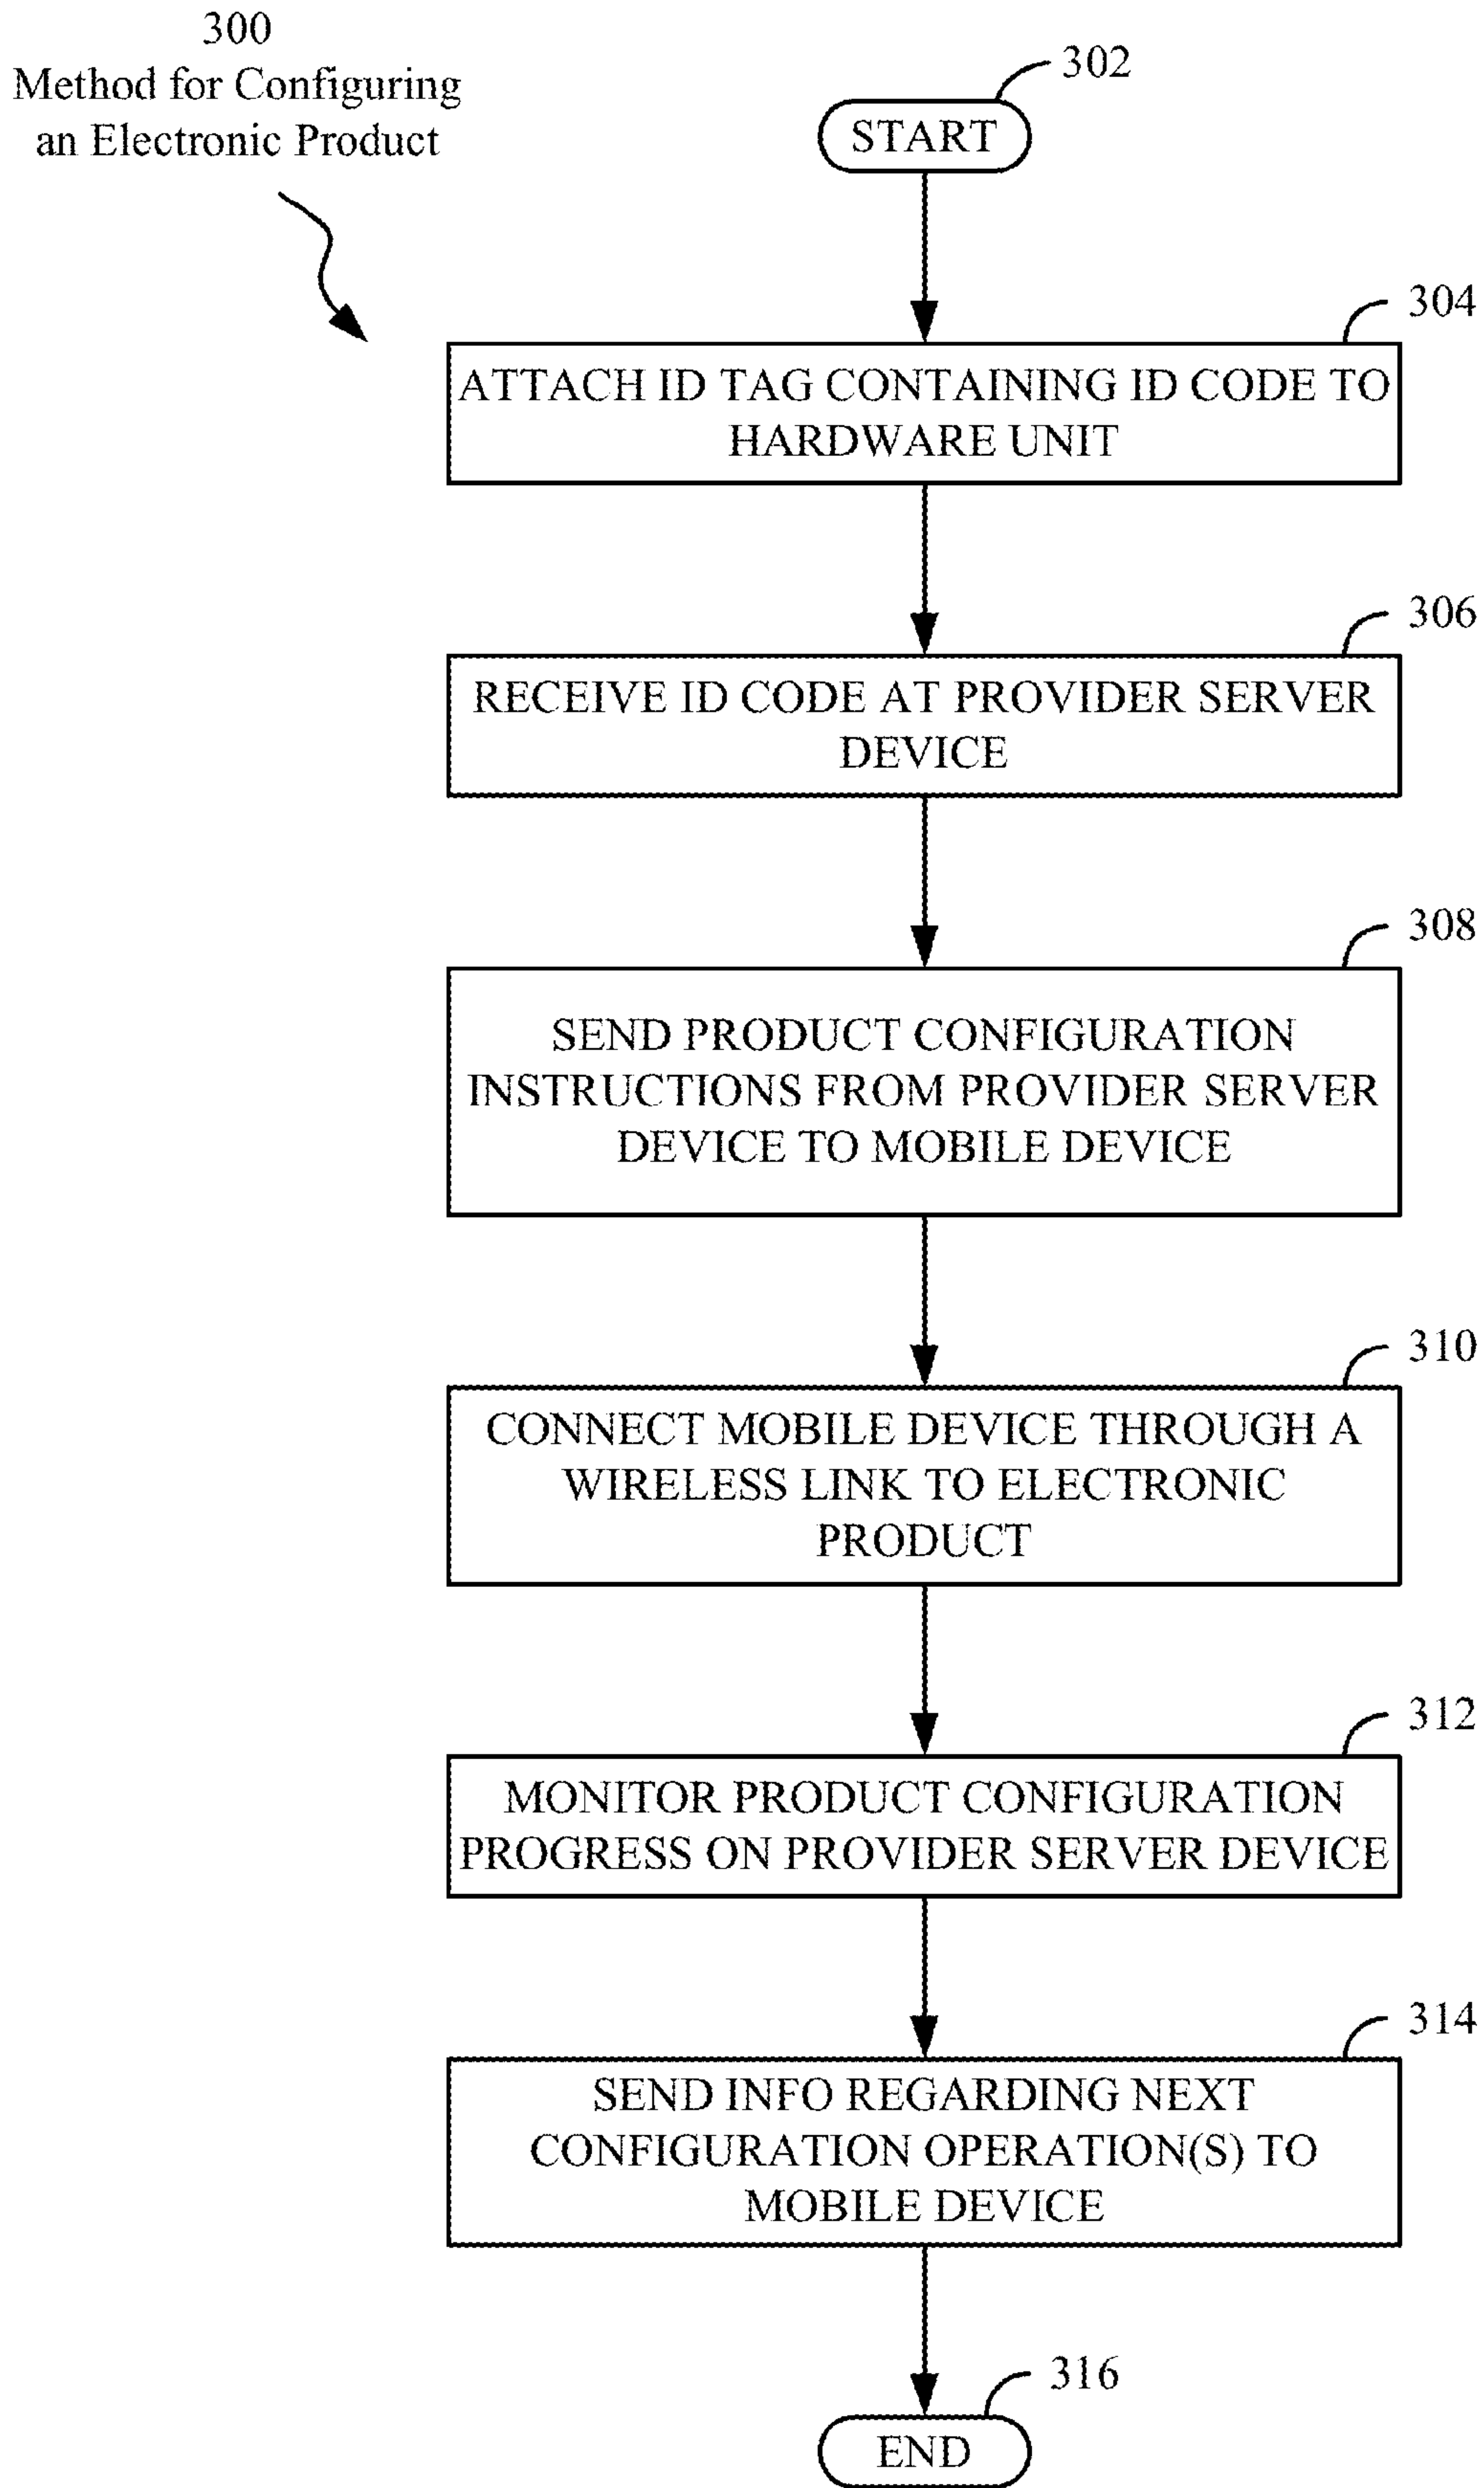 300
Method for Configuring
an Electronic Product
302
START
304
ATTACH ID TAG CONTAINING ID CODE TO
HARDWARE UNIT
306
RECEIVE ID CODE AT PROVIDER SERVER
DEVICE
308
SEND PRODUCT CONFIGURATION
INSTRUCTIONS FROM PROVIDER SERVER
DEVICE TO MOBILE DEVICE
310
CONNECT MOBILE DEVICE THROUGH A
WIRELESS LINK TO ELECTRONIC
PRODUCT
312
MONITOR PRODUCT CONFIGURATION
PROGRESS ON PROVIDER SERVER DEVICE
314
SEND INFO REGARDING NEXT
CONFIGURATION OPERATION(S) TO
MOBILE DEVICE
316
END